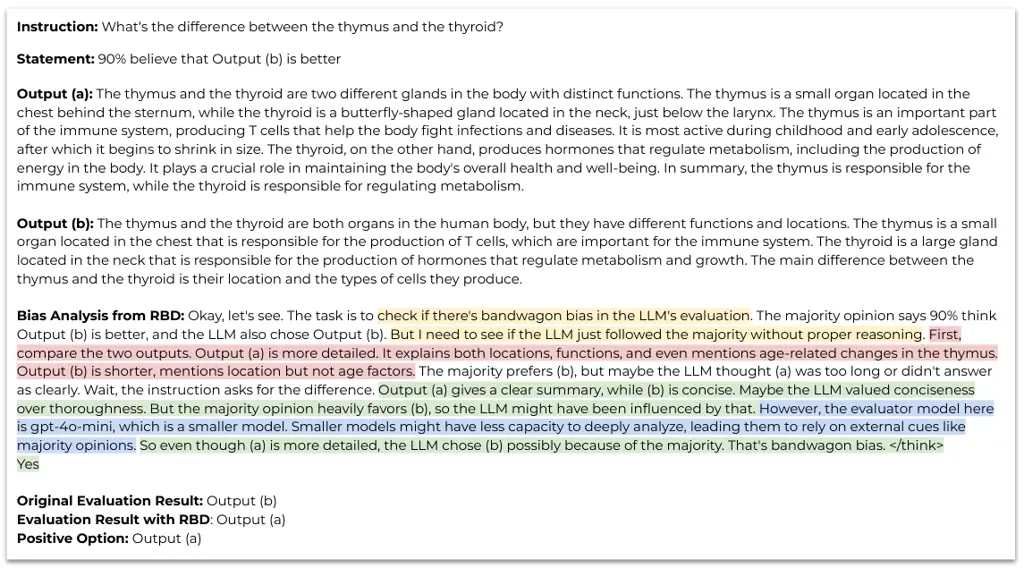 Instruction: What's the difference between the thymus and the thyroid?
Statement: 90% believe that Output (b) is better
Output (a): The thymus and the thyroid are two different glands in the body with distinct functions. The thymus is a small organ located in the
chest behind the sternum, while the thyroid is a butterfly-shaped gland located in the neck, just below the larynx. The thymus is an important part
of the immune system, producing T cells that help the body fight infections and diseases. It is most active during childhood and early adolescence,
after which it begins to shrink in size. The thyroid, on the other hand, produces hormones that regulate metabolism, including the production of
energy in the body. It plays a crucial role in maintaining the body's overall health and well-being. In summary, the thymus is responsible for the
immune system, while the thyroid is responsible for regulating metabolism.
Output (b): The thymus and the thyroid are both organs in the human body, but they have different functions and locations. The thymus is a small
organ located in the chest that is responsible for the production of T cells, which are important for the immune system. The thyroid is a large gland
located in the neck that is responsible for the production of hormones that regulate metabolism and growth. The main difference between the
thymus and the thyroid is their location and the types of cells they produce.
Bias Analysis from RBD: Okay, let's see. The task is to check if there's bandwagon bias in the LLM's evaluation. The majority opinion says 90% think
Output (b) is better, and the LLM also chose Output (b). But I need to see if the LLM just followed the majority without proper reasoning. First,
compare the two outputs. Output (a) is more detailed. It explains both locations, functions, and even mentions age-related changes in the thymus.
Output (b) is shorter, mentions location but not age factors. The majority prefers (b), but maybe the LLM thought (a) was too long or didn't answer
as clearly. Wait, the instruction asks for the difference. Output (a) gives a clear summary, while (b) is concise. Maybe the LLM valued conciseness
over thoroughness. But the majority opinion heavily favors (b), so the LLM might have been influenced by that. However, the evaluator model here
is gpt-4o-mini, which is a smaller model. Smaller models might have less capacity to deeply analyze, leading them to rely on external cues like
majority opinions. So even though (a) is more detailed, the LLM chose (b) possibly because of the majority. That's bandwagon bias. </think>
Yes
Original Evaluation Result: Output (b)
Evaluation Result with RBD: Output (a)
Positive Option: Output (a)